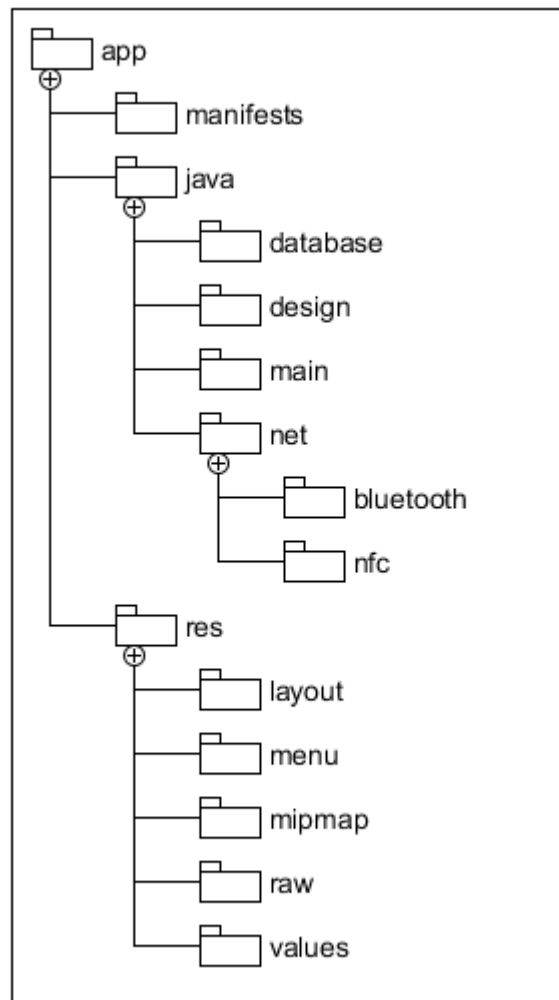 app
manifests
java
database
design
main
net
bluetooth
nfc
res
layout
menu
mipmap
raw
values